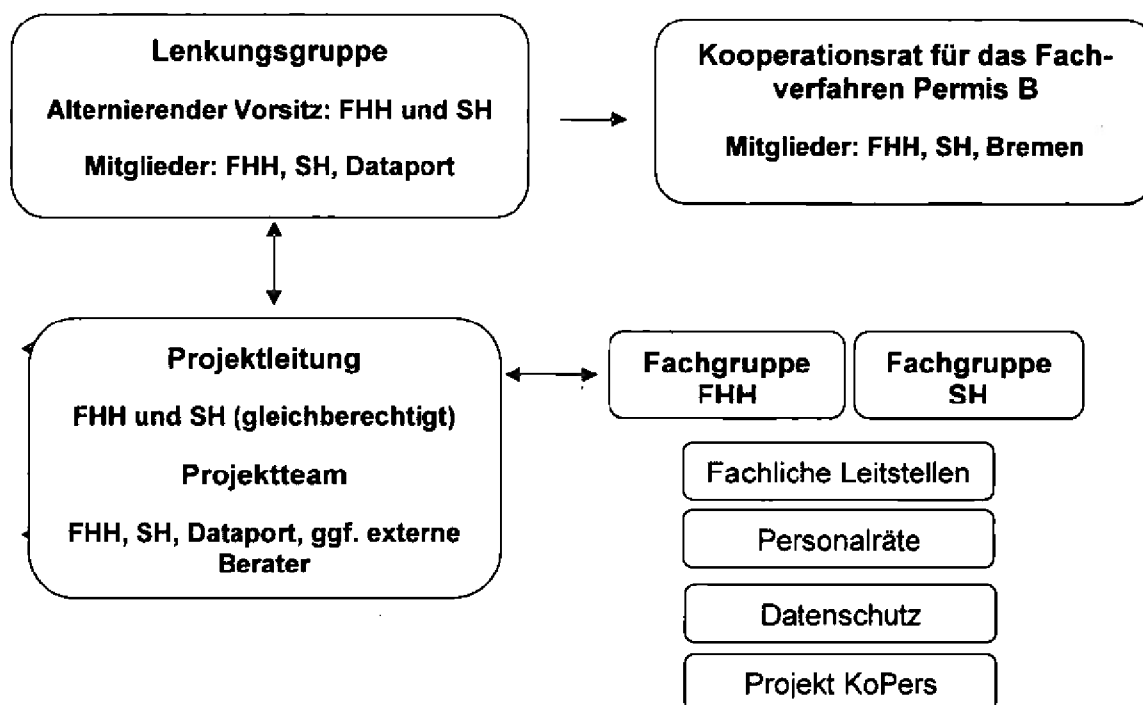 Lenkungsgruppe
Alternierender Vorsitz: FHH und SH
Mitglieder: FHH, SH, Dataport
Kooperationsrat für das Fach-
verfahren Permis B
Mitglieder: FHH, SH, Bremen
Projektleitung
FHH und SH (gleichberechtigt)
Projektteam
FHH, SH, Dataport, ggf. externe
Berater
Fachgruppe
FHH
Fachgruppe
SH
Fachliche Leitstellen
Personalräte
Datenschutz
Projekt KoPers